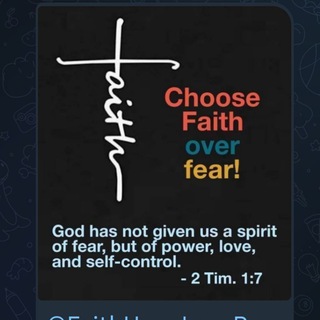 Faith
Choose
Faith
over
fear!
God has not given us a spirit
of fear, but of power, love,
and self-control.
- 2 Tim. 1:7